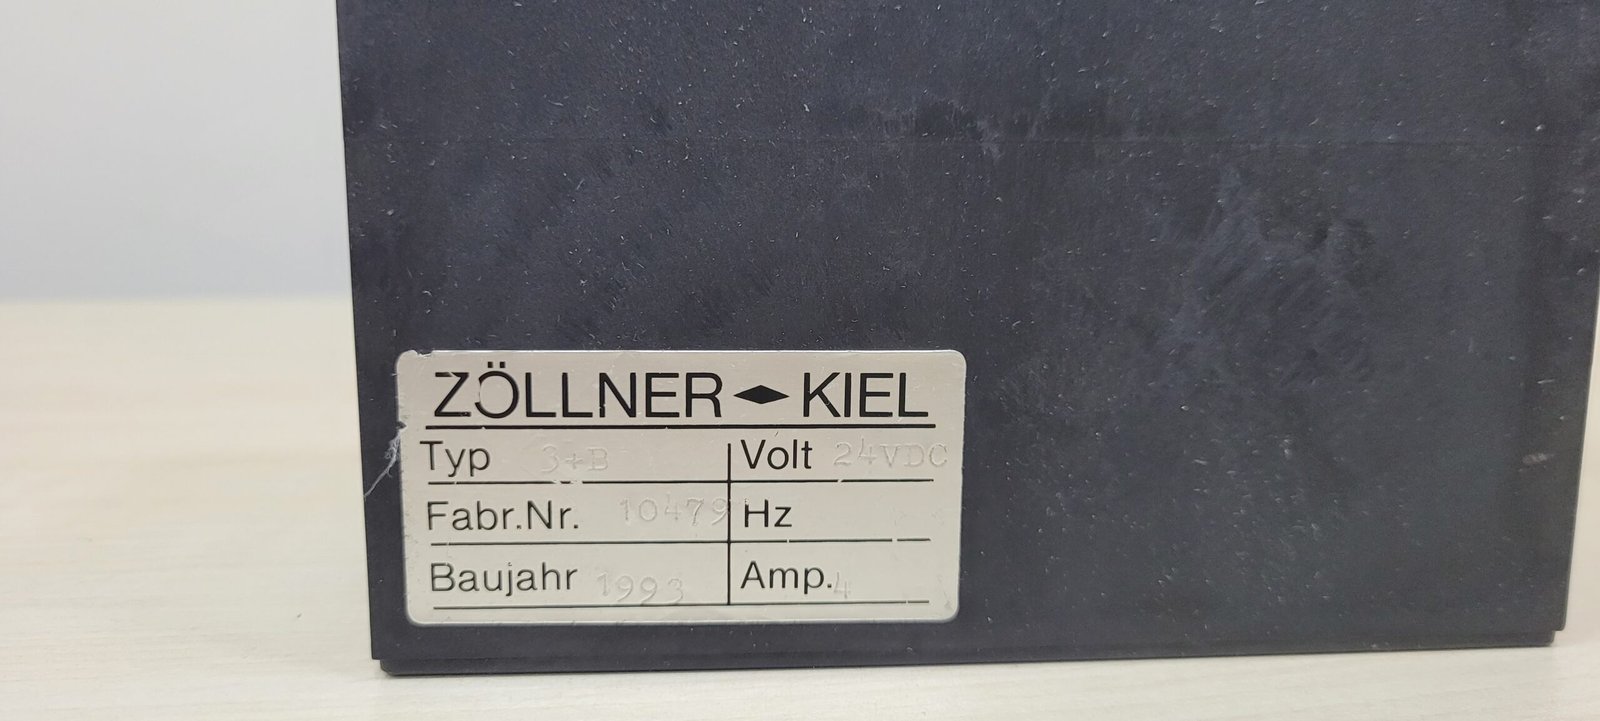 ZÖLLNER KIEL
Typ 3+B Volt 24VDC
Fabr.Nr. 10479 Hz
Baujahr 1993 Amp. 4